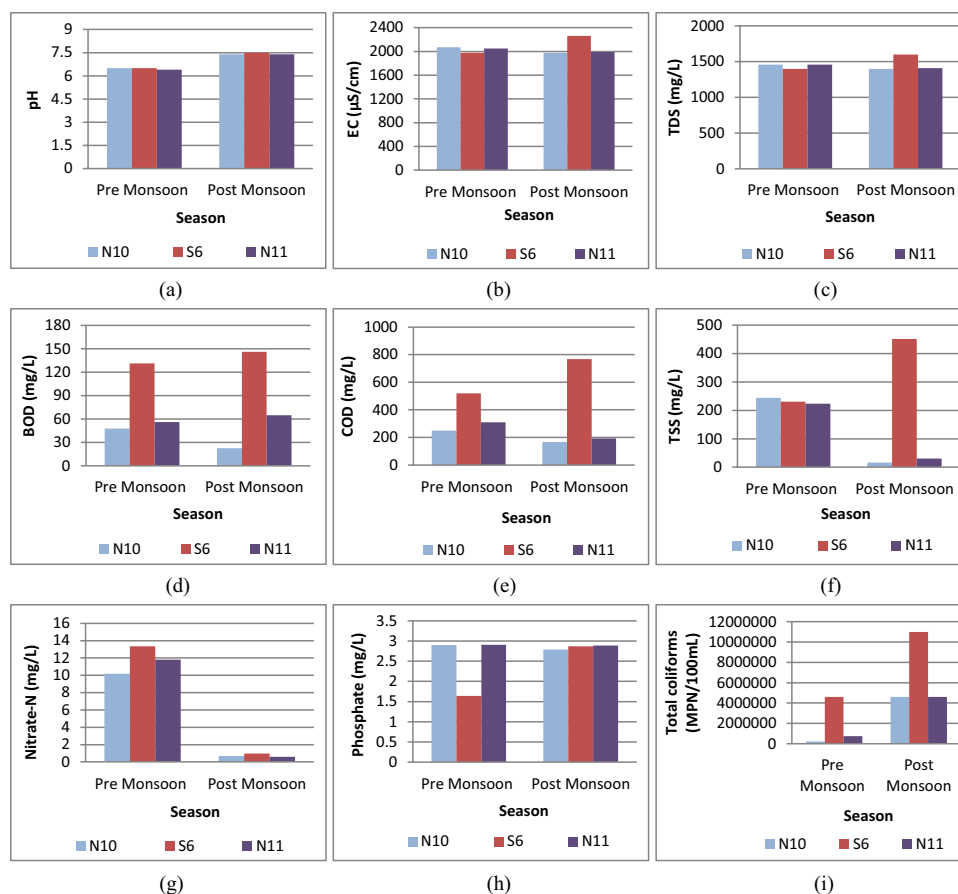 9
7.5
6
4.5
3
1.5
0
pH
Pre Monsoon Post Monsoon
Season
N10 S6 N11
(a)
2400
2000
1600
1200
800
400
0
EC (µS/cm)
Pre Monsoon Post Monsoon
Season
N10 S6 N11
(b)
2000
1500
1000
500
0
TDS (mg/L)
Pre Monsoon Post Monsoon
Season
N10 S6 N11
(c)
180
150
120
90
60
30
0
BOD (mg/L)
Pre Monsoon Post Monsoon
Season
N10 S6 N11
(d)
1000
800
600
400
200
0
COD (mg/L)
Pre Monsoon Post Monsoon
Season
N10 S6 N11
(e)
500
400
300
200
100
0
TSS (mg/L)
Pre Monsoon Post Monsoon
Season
N10 S6 N11
(f)
16
14
12
10
8
6
4
2
0
Nitrate-N (mg/L)
Pre Monsoon Post Monsoon
Season
N10 S6 N11
(g)
3.5
3
2.5
2
1.5
1
0.5
0
Phosphate (mg/L)
Pre Monsoon Post Monsoon
Season
N10 S6 N11
(h)
12000000
10000000
8000000
6000000
4000000
2000000
0
Total coliforms
(MPN/100mL)
Pre Post
Monsoon Monsoon
Season
N10 S6 N11
(i)